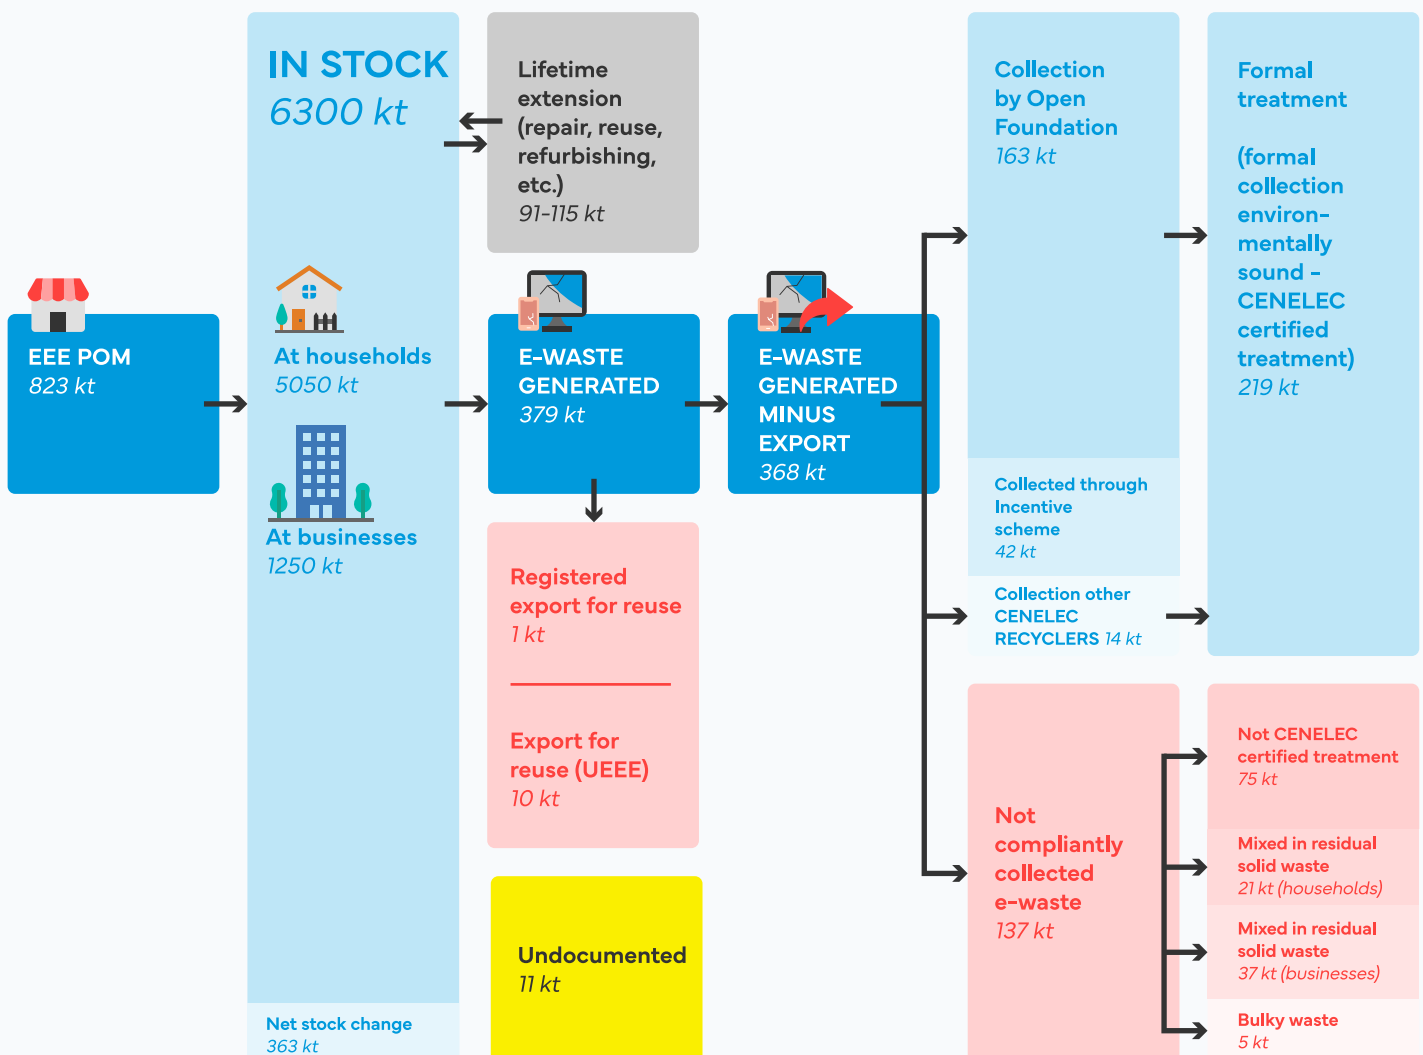 IN STOCK
6300 kt
At households
5050 kt
At businesses
1250 kt
Net stock change
363 kt
EEE POM
823 kt
Lifetime
extension
(repair, reuse,
refurbishing,
etc.)
91-115 kt
E-WASTE
GENERATED
379 kt
Registered
export for reuse
1 kt
Export for
reuse (UEEE)
10 kt
Undocumented
11 kt
E-WASTE
GENERATED
MINUS
EXPORT
368 kt
Collection
by Open
Foundation
163 kt
Collected through
Incentive
scheme
42 kt
Collection other
CENELEC
RECYCLERS 14 kt
Not
compliantly
collected
e-waste
137 kt
Formal
treatment
(formal
collection
environ-
mentally
sound -
CENELEC
certified
treatment)
219 kt
Not CENELEC
certified treatment
75 kt
Mixed in residual
solid waste
21 kt (households)
Mixed in residual
solid waste
37 kt (businesses)
Bulky waste
5 kt